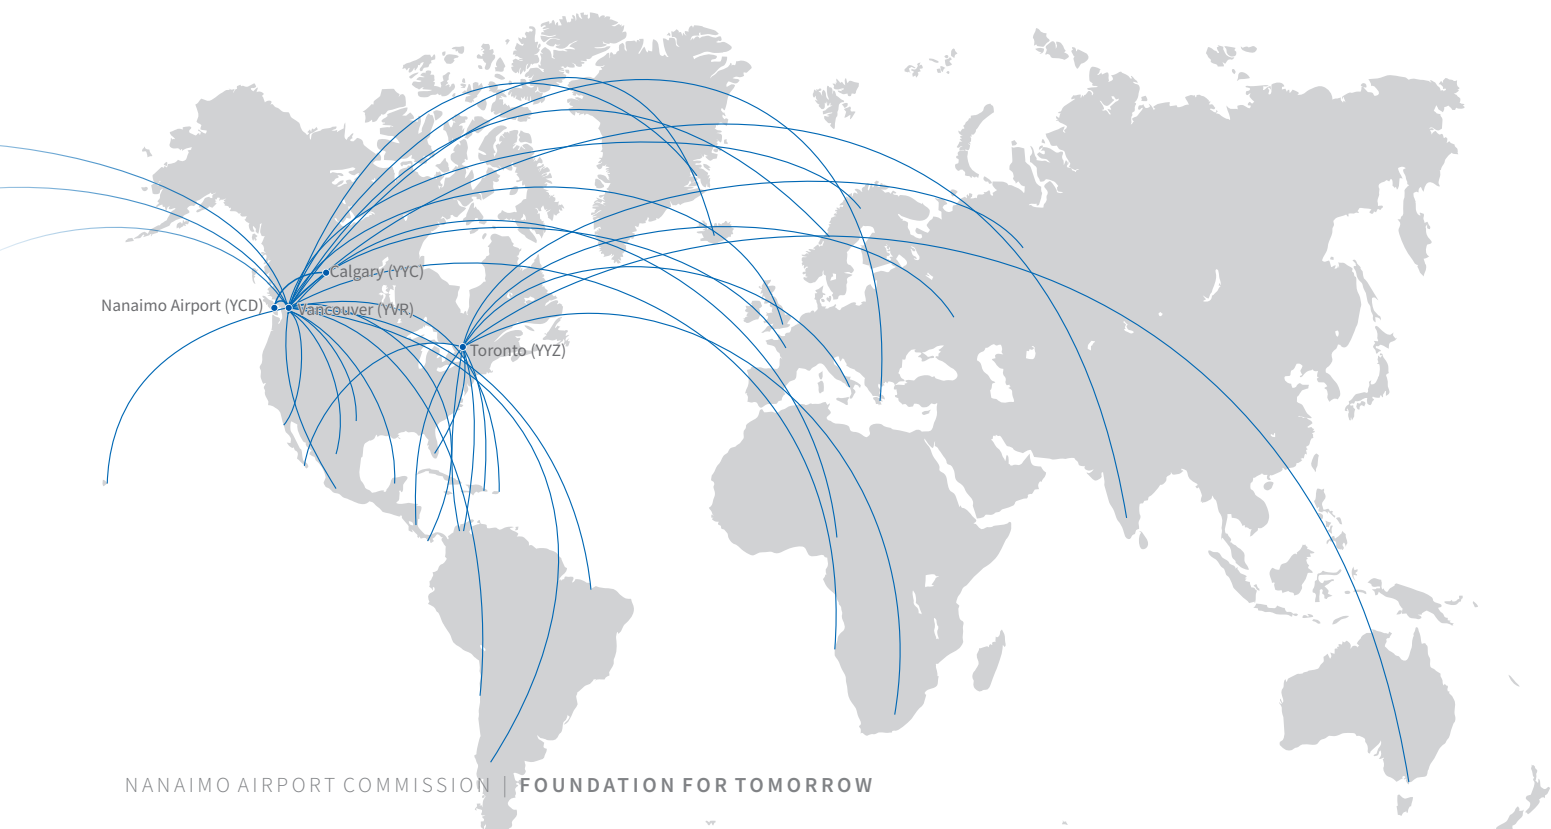 Calgary (YYC)
Nanaimo Airport (YCD)
Vancouver (YVR)
Toronto (YYZ)
NANAIMO AIRPORT COMMISSION | FOUNDATION FOR TOMORROW